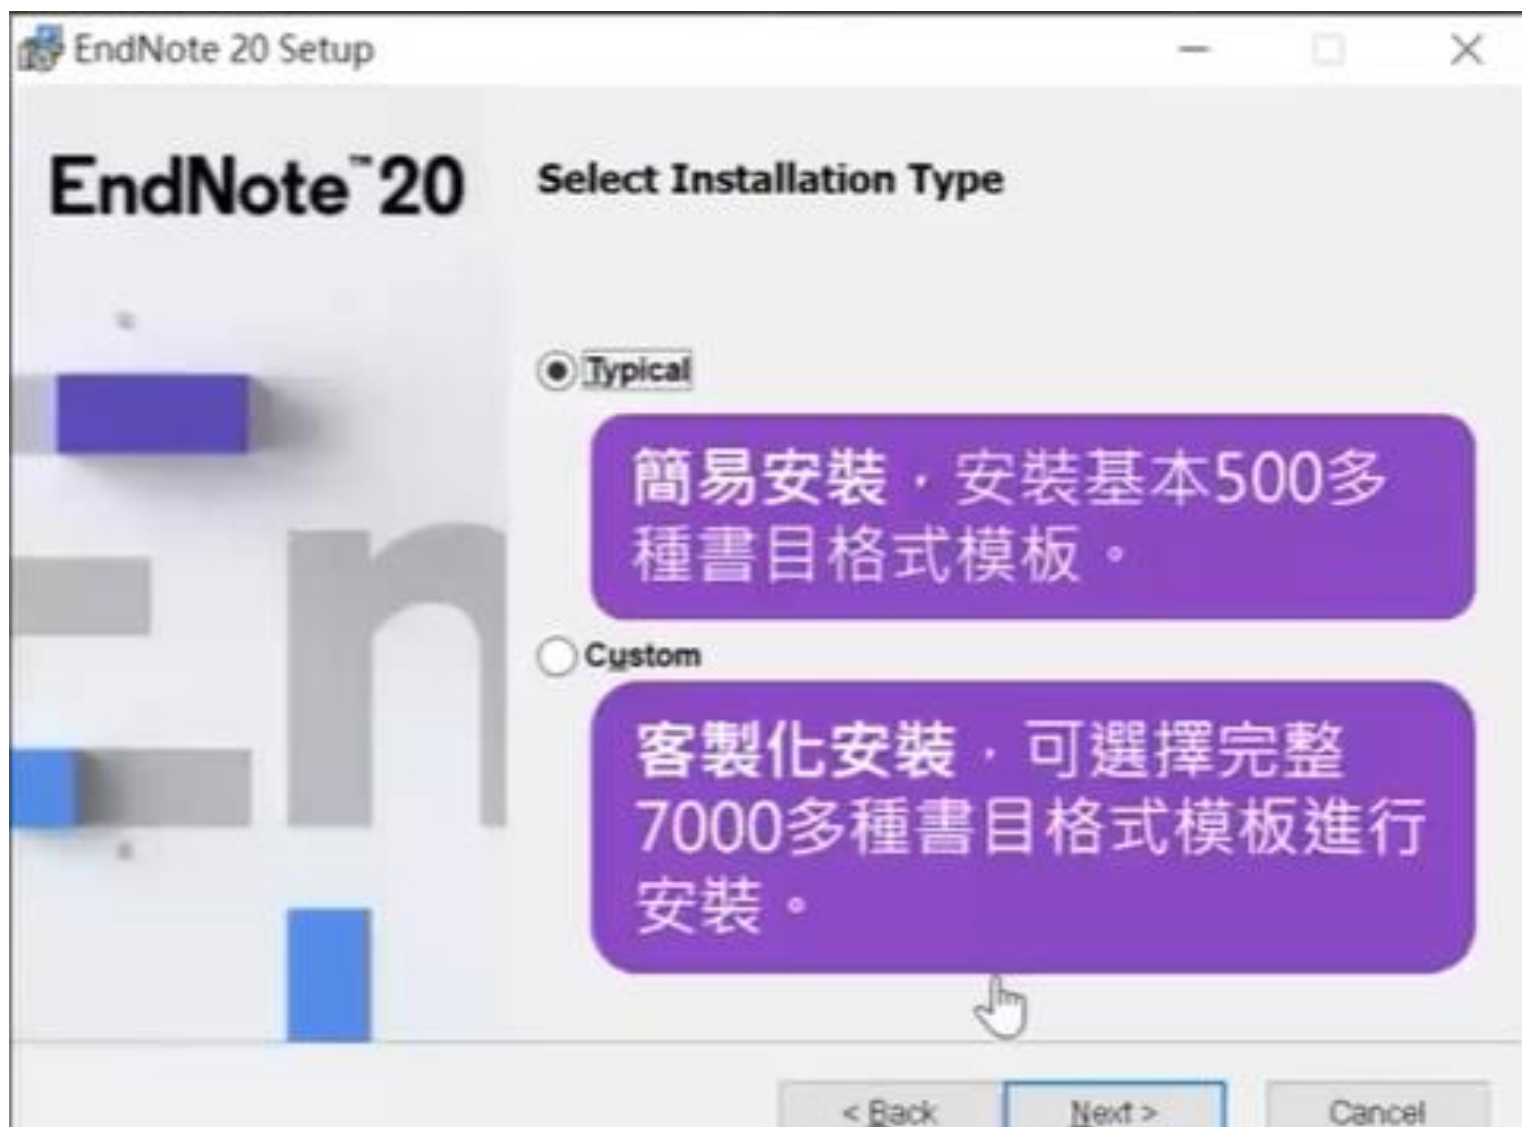 EndNote 20 Setup
EndNote™20
Select Installation Type
Typical
簡易安裝，安裝基本500多
種書目格式模板。
Custom
客製化安裝，可選擇完整
7000多種書目格式模板進行
安裝。
< Back
Next >
Cancel